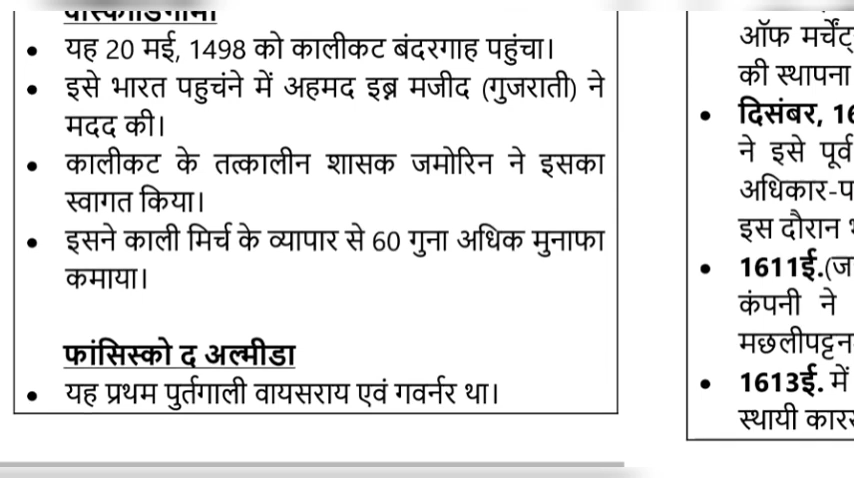 वास्कोडिगामा
• यह 20 मई, 1498 को कालीकट बंदरगाह पहुंचा।
• इसे भारत पहुचंने में अहमद इब्न मजीद (गुजराती) ने
मदद की।
• कालीकट के तत्कालीन शासक जमोरिन ने इसका
स्वागत किया।
• इसने काली मिर्च के व्यापार से 60 गुना अधिक मुनाफा
कमाया।
फांसिस्को द अल्मीडा
• यह प्रथम पुर्तगाली वायसराय एवं गवर्नर था।
ऑफ मर्चेंट
की स्थापना
• दिसंबर,
ने इसे पूर्व
अधिकार-प
इस दौरान
• 1611ई.(ज
कंपनी ने
मछलीपट्टन
• 1613ई. में
स्थायी